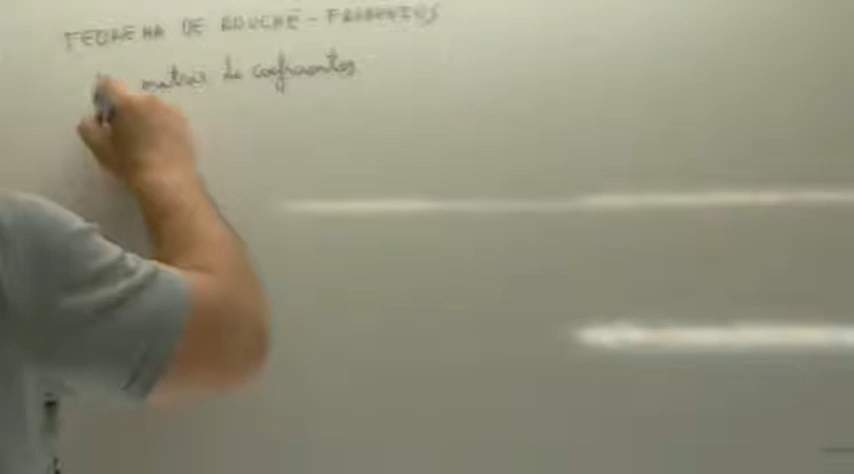 TEOREMA DE ROUCHÉ - FROBENIUS
matriz de coeficientes